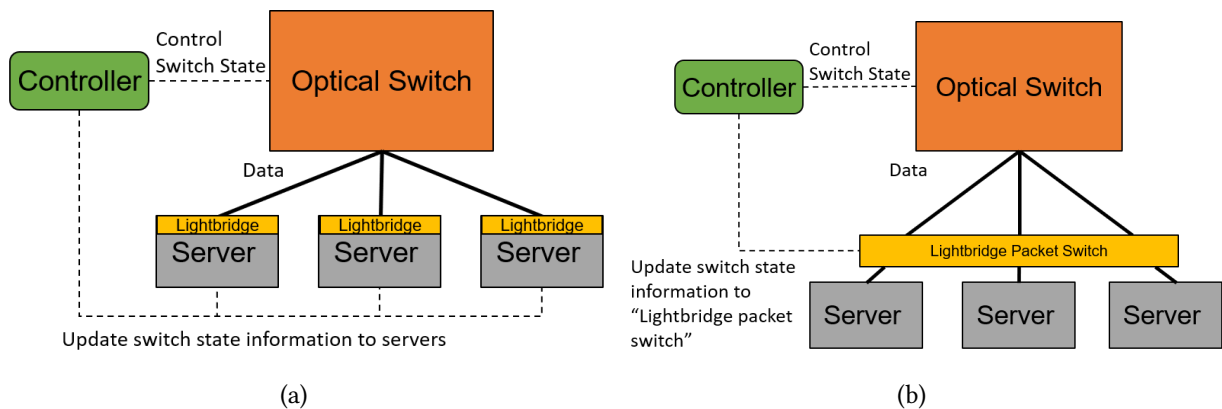 Control
Switch State
Controller
Optical Switch
Data
Lightbridge
Lightbridge
Lightbridge
Server
Server
Server
Update switch state information to servers
(a)
Control
Switch State
Controller
Optical Switch
Data
Lightbridge Packet Switch
Update switch state
information to
“Lightbridge packet
switch”
Server
Server
Server
(b)